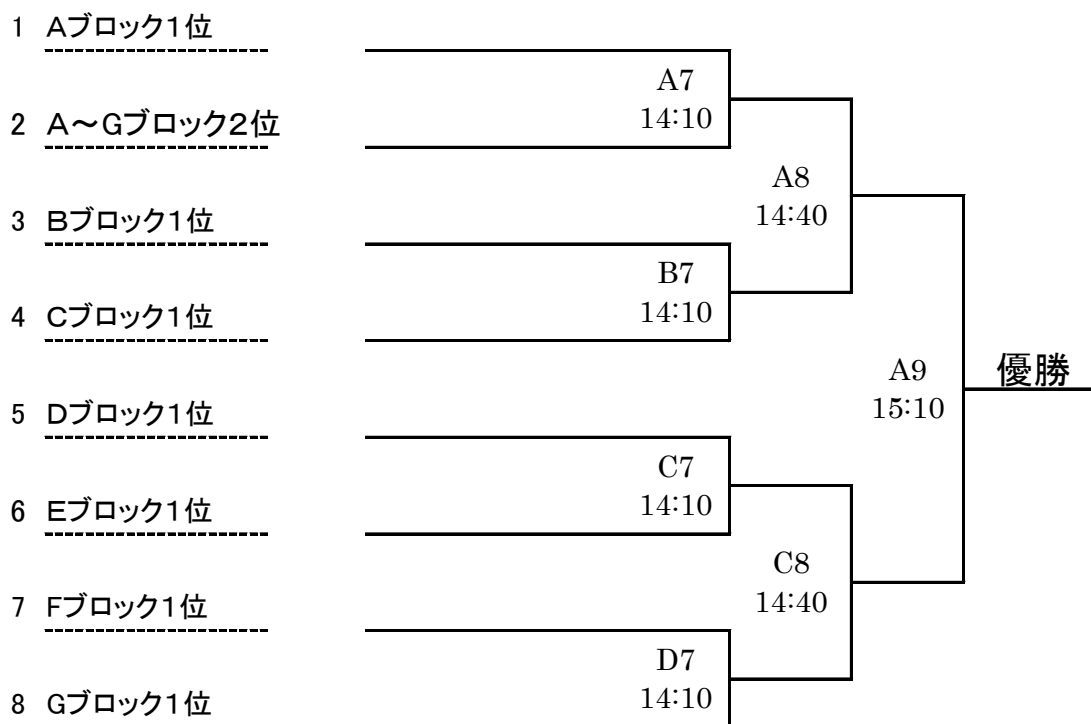 1 Aブロック1位
A7
14:10
2 A～Gブロック2位
A8
14:40
3 Bブロック1位
B7
14:10
4 Cブロック1位
A9
15:10
優勝
5 Dブロック1位
C7
14:10
6 Eブロック1位
C8
14:40
7 Fブロック1位
D7
14:10
8 Gブロック1位